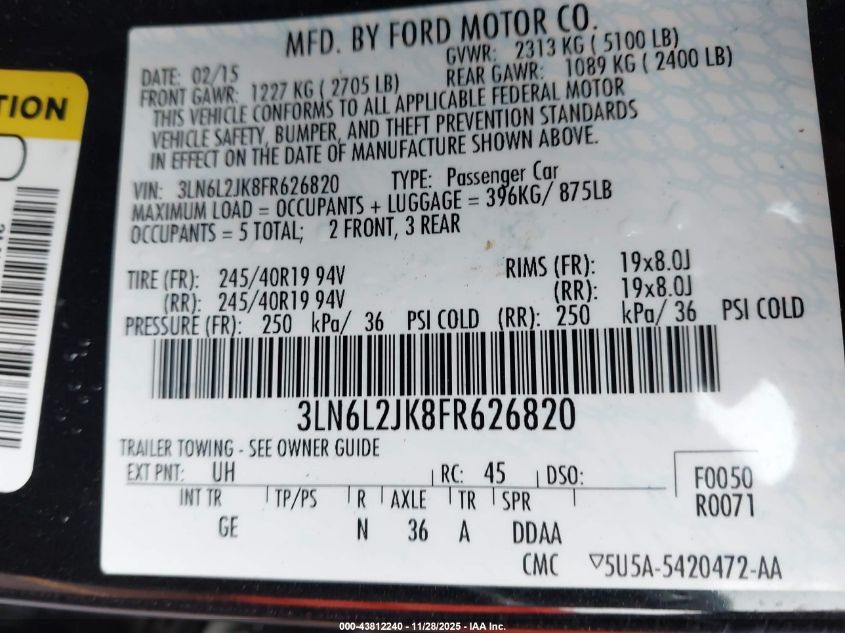 TION
MFD. BY FORD MOTOR CO.
DATE: 02/15 GVWR: 2313 KG ( 5100 LB)
FRONT GAWR: 1227 KG ( 2705 LB) REAR GAWR: 1089 KG ( 2400 LB)
THIS VEHICLE CONFORMS TO ALL APPLICABLE FEDERAL MOTOR
VEHICLE SAFETY, BUMPER, AND THEFT PREVENTION STANDARDS
IN EFFECT ON THE DATE OF MANUFACTURE SHOWN ABOVE.
VIN: 3LN6L2JK8FR626820 TYPE: Passenger Car
MAXIMUM LOAD = OCCUPANTS + LUGGAGE = 396KG/ 875LB
OCCUPANTS = 5 TOTAL; 2 FRONT, 3 REAR
TIRE (FR): 245/40R19 94V RIMS (FR): 19x8.0J
(RR): 245/40R19 94V (RR): 19x8.0J
PRESSURE (FR): 250 kPa/ 36 PSI COLD (RR): 250 kPa/ 36 PSI COLD
3LN6L2JK8FR626820
TRAILER TOWING - SEE OWNER GUIDE
EXT PNT: UH RC: 45 DSO: F0050
INT TR TP/PS R AXLE TR SPR R0071
GE N 36 A DDAA
CMC ▽5U5A-5420472-AA
000-43812240 - 11/28/2025 - IAA Inc.